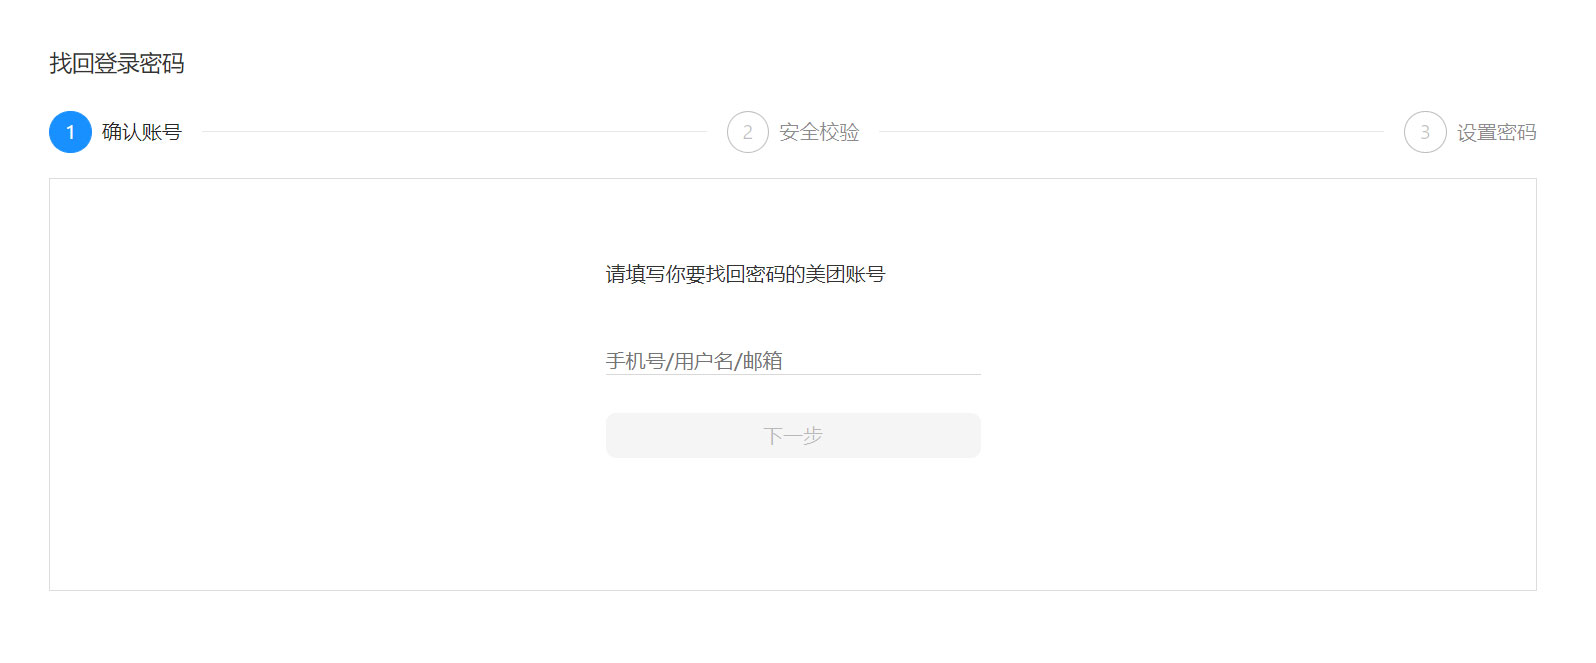 找回登录密码
1 确认账号 2 安全校验 3 设置密码
请填写你要找回密码的美团账号
手机号/用户名/邮箱
下一步